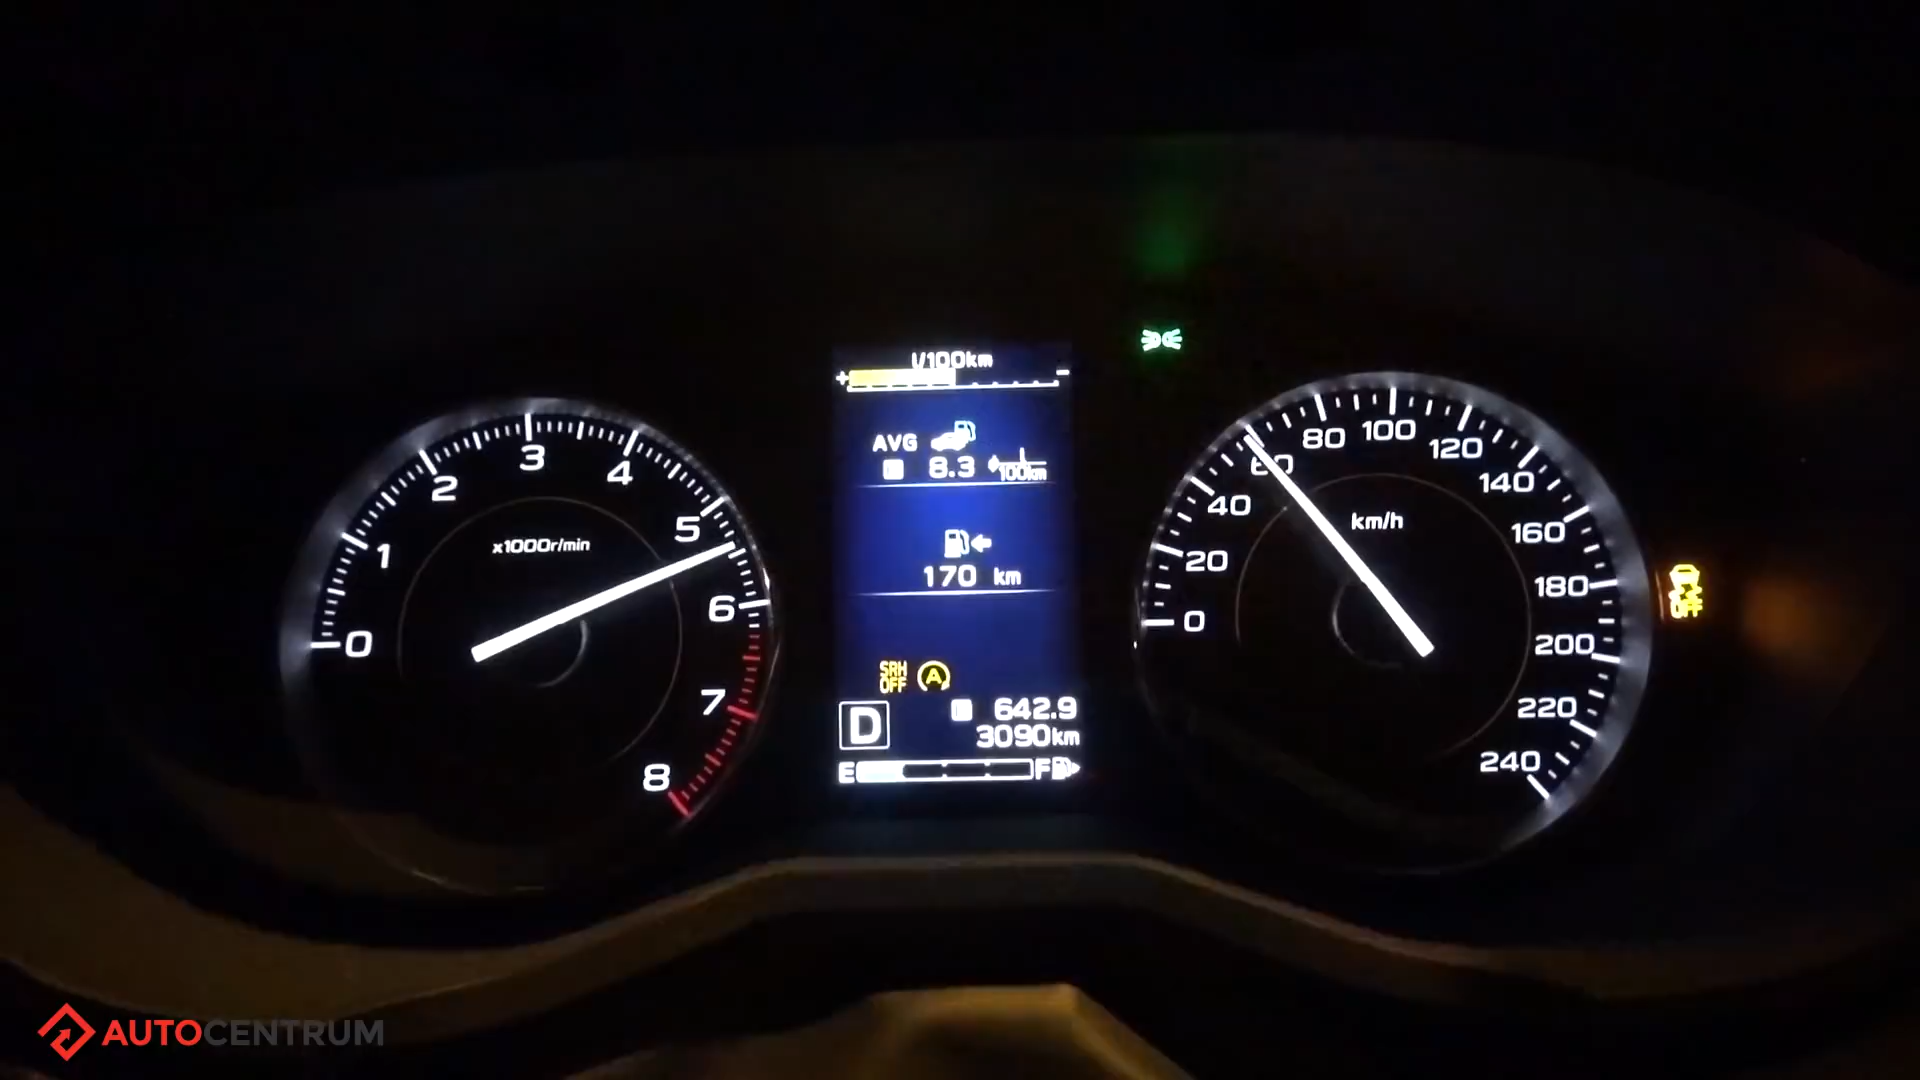 l/100km
+ -
AVG
8.3 100km
170 km
SRH
OFF
A
D
642.9
3090km
E F
0
1
2
3
4
5
6
7
8
x1000r/min
0
20
40
60
80
100
120
140
160
180
200
220
240
km/h
OFF
AUTOCENTRUM